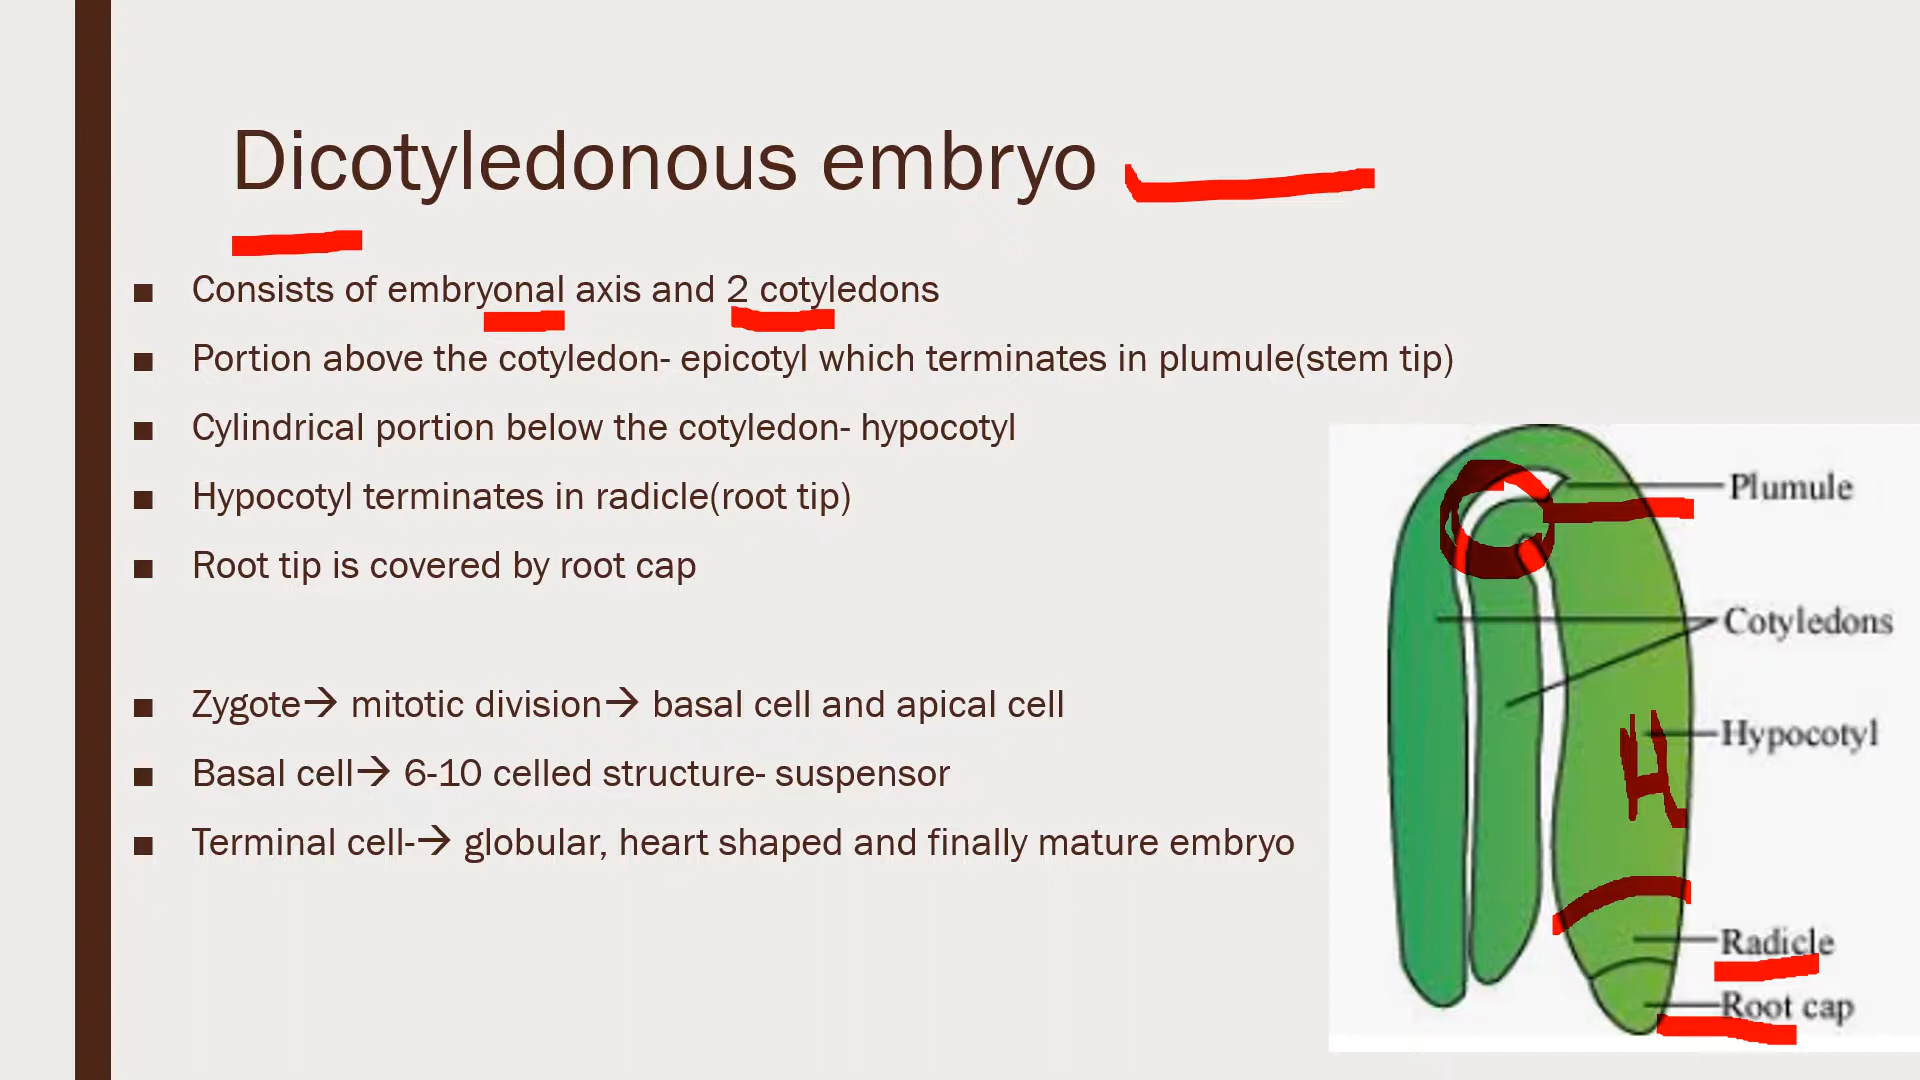 Dicotyledonous embryo
■ Consists of embryonal axis and 2 cotyledons
■ Portion above the cotyledon- epicotyl which terminates in plumule(stem tip)
■ Cylindrical portion below the cotyledon- hypocotyl
■ Hypocotyl terminates in radicle(root tip)
■ Root tip is covered by root cap
■ Zygote→ mitotic division→ basal cell and apical cell
■ Basal cell→ 6-10 celled structure- suspensor
■ Terminal cell-→ globular, heart shaped and finally mature embryo
Plumule
Cotyledons
Hypocotyl
H
Radicle
Root cap